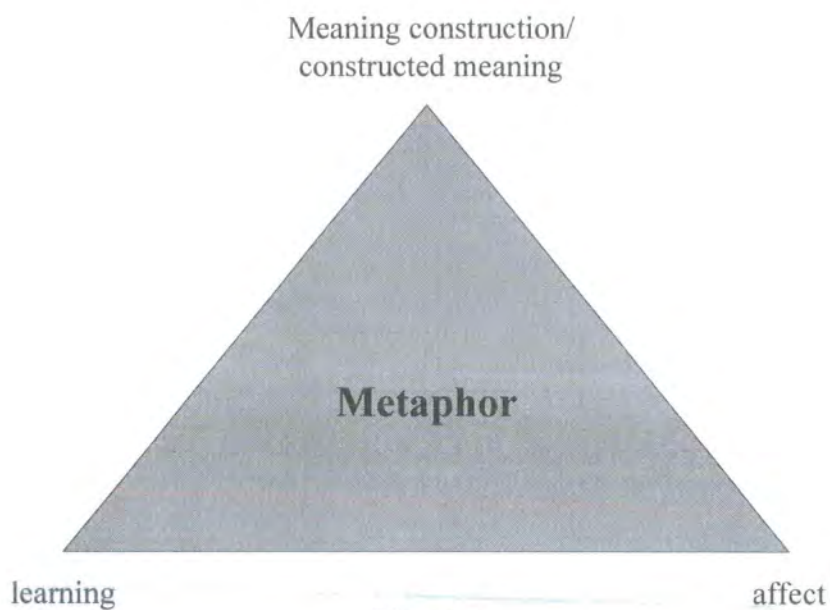 Meaning construction/
constructed meaning
Metaphor
learning
affect